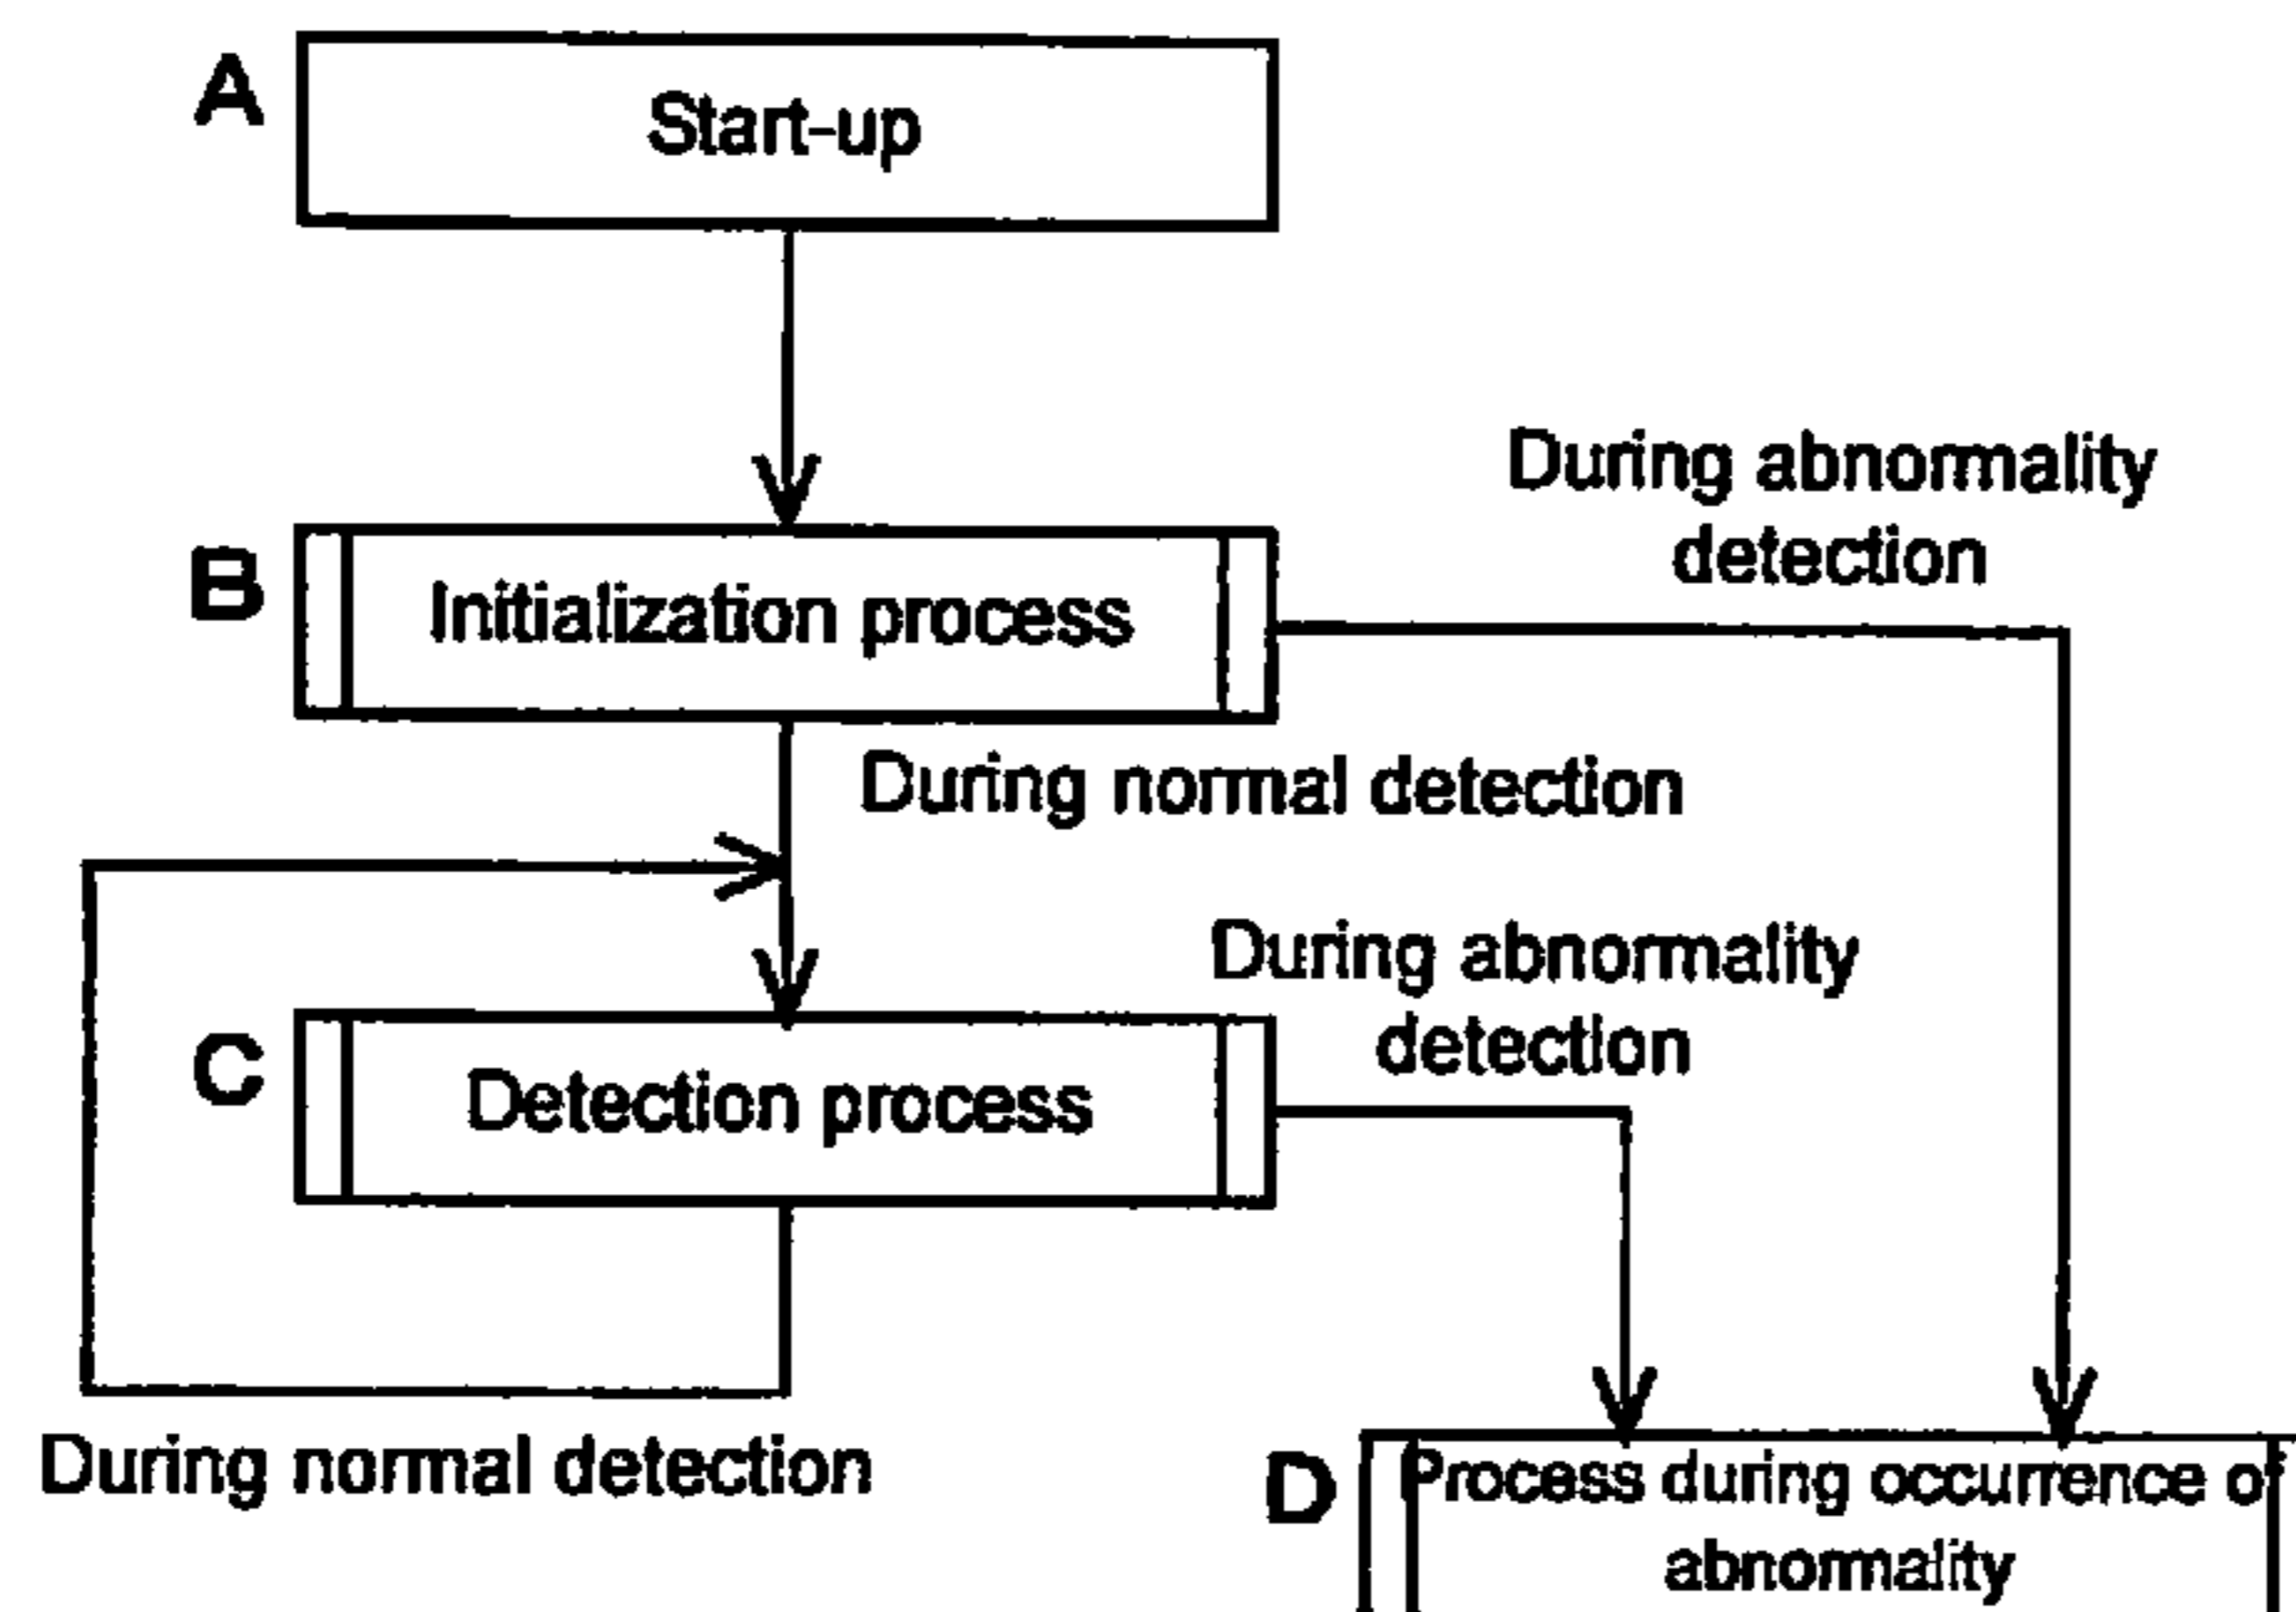 A
Start-up
During abnormality
detection
B
Initialization process
During normal detection
During abnormality
detection
C
Detection process
During normal detection
D
Process during occurrence of
abnormality